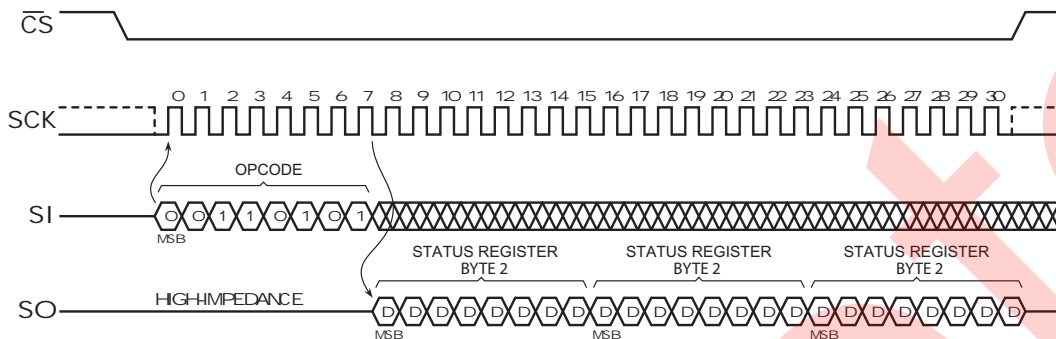 CS
SCK 0 1 2 3 4 5 6 7 8 9 10 11 12 13 14 15 16 17 18 19 20 21 22 23 24 25 26 27 28 29 30
OPCODE
SI 0 0 1 1 0 1 0 1
MSB
STATUS REGISTER BYTE 2
STATUS REGISTER BYTE 2
STATUS REGISTER BYTE 2
SO HIGH-IMPEDANCE D D D D D D D D D D D D D D D D D D D D D D D D
MSB MSB MSB